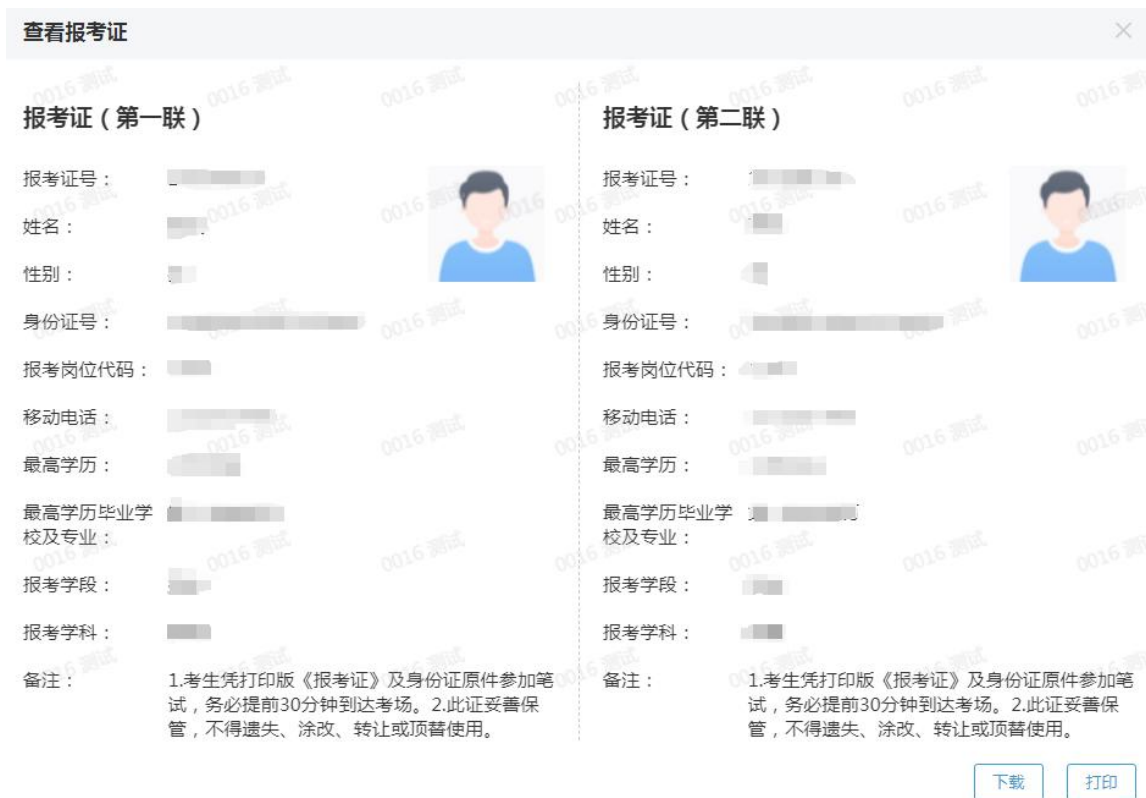 查看报考证
报考证（第一联）
报考证号：
姓名：
性别：
身份证号：
报考岗位代码：
移动电话：
最高学历：
最高学历毕业学
校及专业：
报考学段：
报考学科：
备注：
1.考生凭打印版《报考证》及身份证原件参加笔
试，务必提前30分钟到达考场。2.此证妥善保
管，不得遗失、涂改、转让或顶替使用。
报考证（第二联）
报考证号：
姓名：
性别：
身份证号：
报考岗位代码：
移动电话：
最高学历：
最高学历毕业学
校及专业：
报考学段：
报考学科：
备注：
1.考生凭打印版《报考证》及身份证原件参加笔
试，务必提前30分钟到达考场。2.此证妥善保
管，不得遗失、涂改、转让或顶替使用。
下载
打印
0016 测试